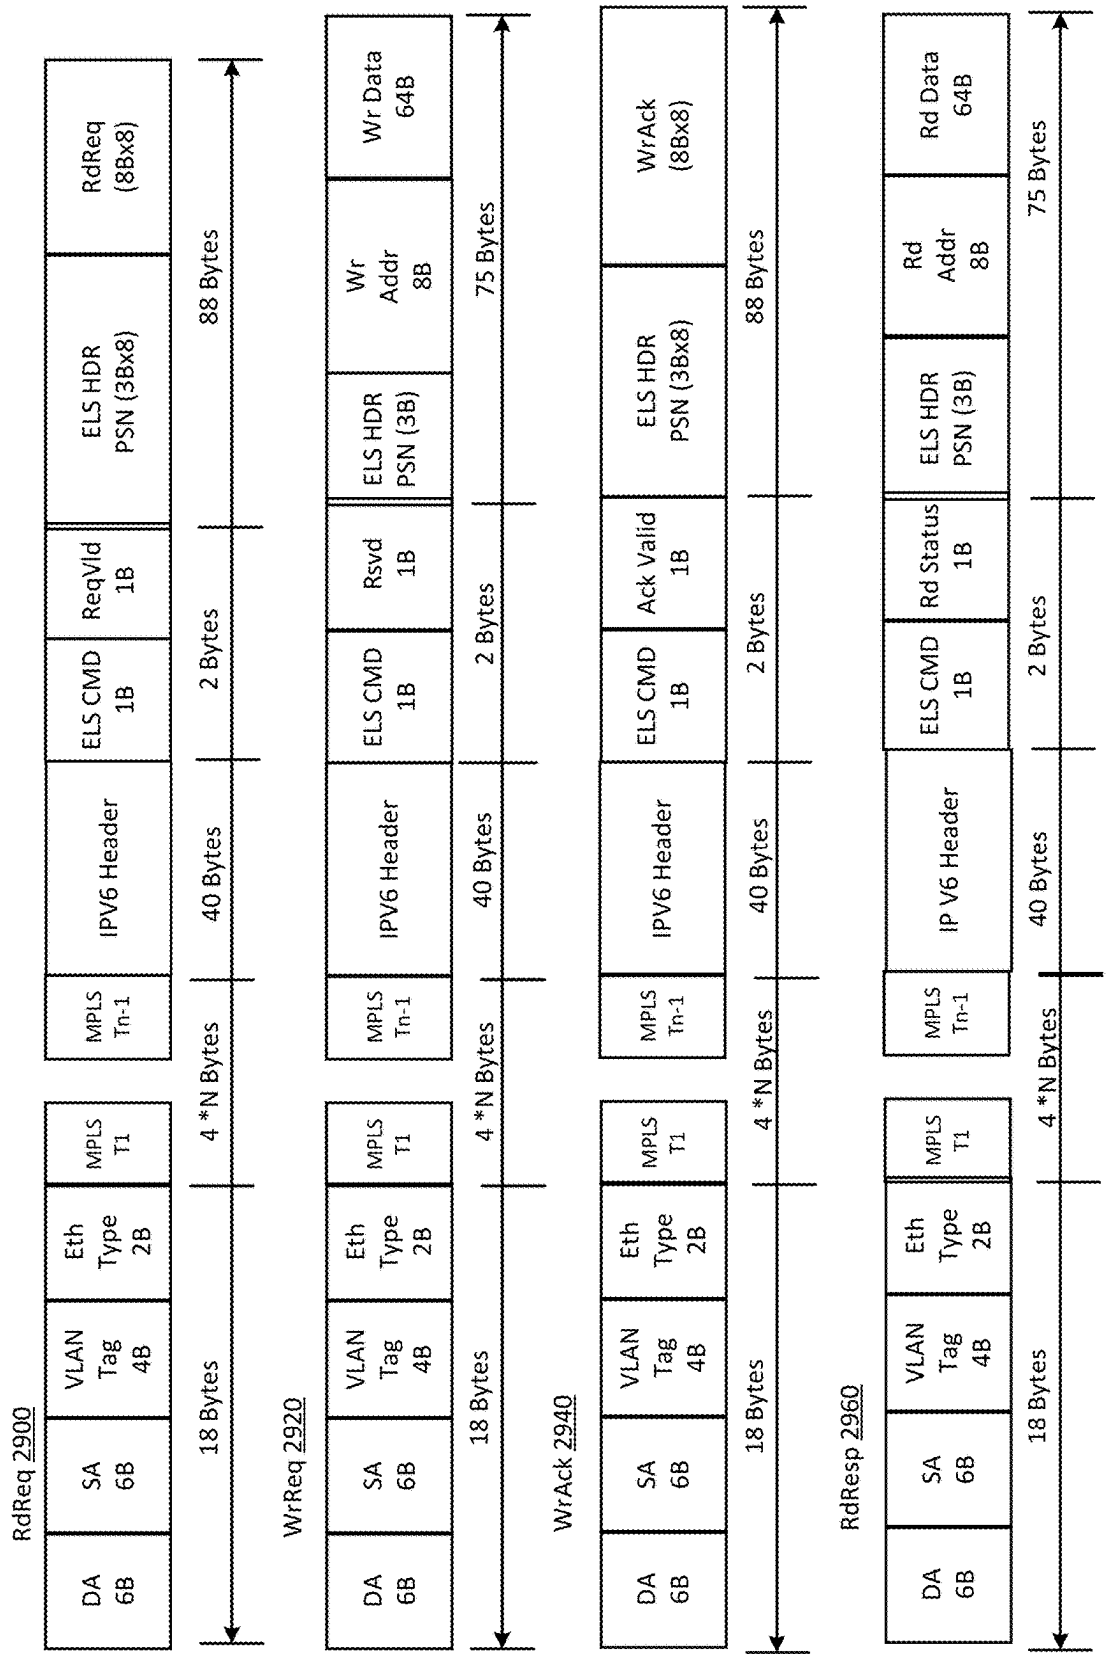 RdReq 2900
DA
6B
SA
6B
VLAN
Tag
4B
Eth
Type
2B
MPLS
T1
MPLS
Tn-1
IPV6 Header
ELS CMD
1B
ReqVld
1B
ELS HDR
PSN (3Bx8)
RdReq
(8Bx8)
18 Bytes
4 *N Bytes
40 Bytes
2 Bytes
88 Bytes
WrReq 2920
DA
6B
SA
6B
VLAN
Tag
4B
Eth
Type
2B
MPLS
T1
MPLS
Tn-1
IPV6 Header
ELS CMD
1B
Rsvd
1B
ELS HDR
PSN (3B)
Wr
Addr
8B
Wr Data
64B
18 Bytes
4 *N Bytes
40 Bytes
2 Bytes
75 Bytes
WrAck 2940
DA
6B
SA
6B
VLAN
Tag
4B
Eth
Type
2B
MPLS
T1
MPLS
Tn-1
IPV6 Header
ELS CMD
1B
Ack Valid
1B
ELS HDR
PSN (3Bx8)
WrAck
(8Bx8)
18 Bytes
4 *N Bytes
40 Bytes
2 Bytes
88 Bytes
RdResp 2960
DA
6B
SA
6B
VLAN
Tag
4B
Eth
Type
2B
MPLS
T1
MPLS
Tn-1
IP V6 Header
ELS CMD
1B
Rd Status
1B
ELS HDR
PSN (3B)
Rd
Addr
8B
Rd Data
64B
18 Bytes
4 *N Bytes
40 Bytes
2 Bytes
75 Bytes